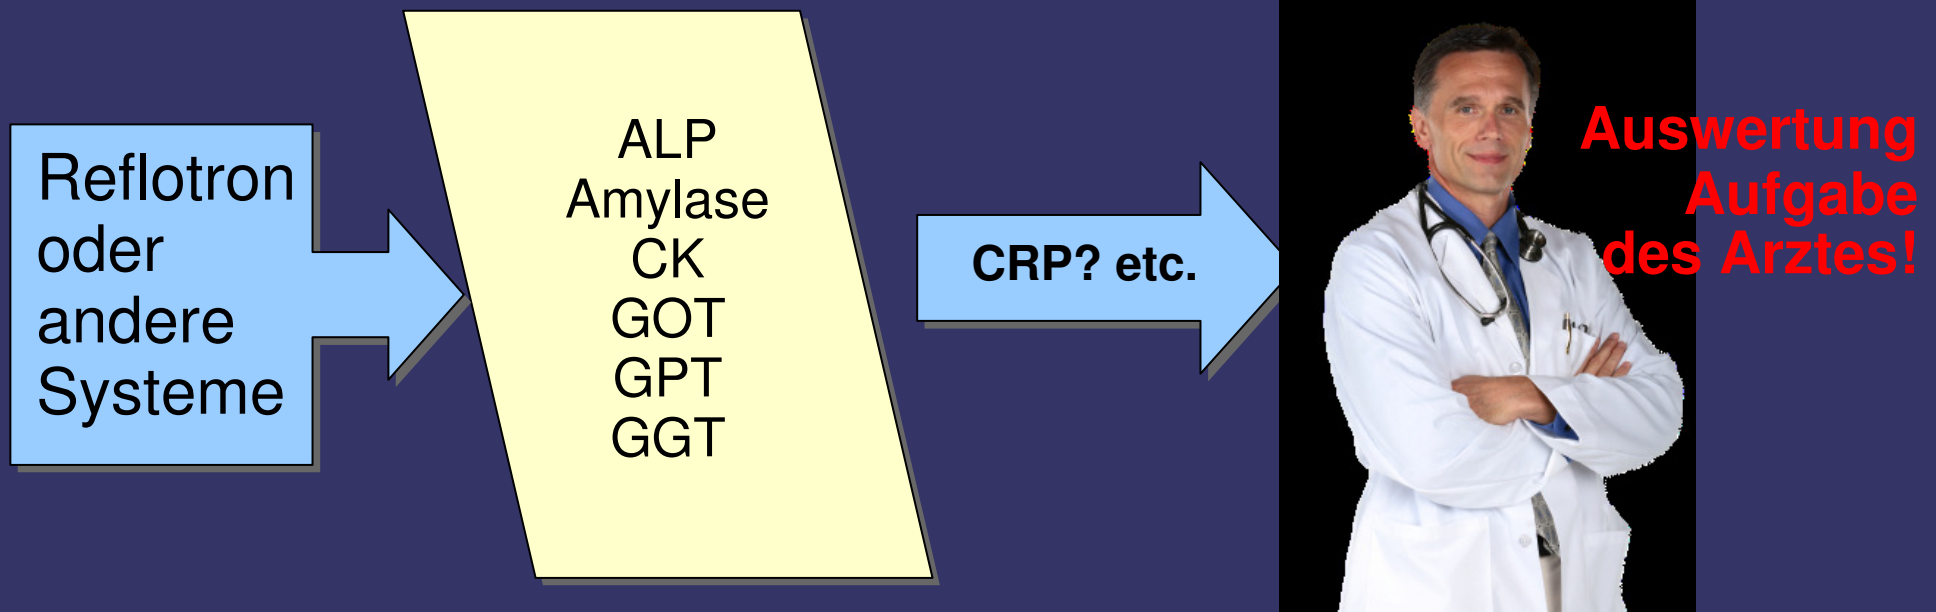 Reflotron
oder
andere
Systeme
ALP
Amylase
CK
GOT
GPT
GGT
CRP? etc.
Auswertung
Aufgabe
des Arztes!